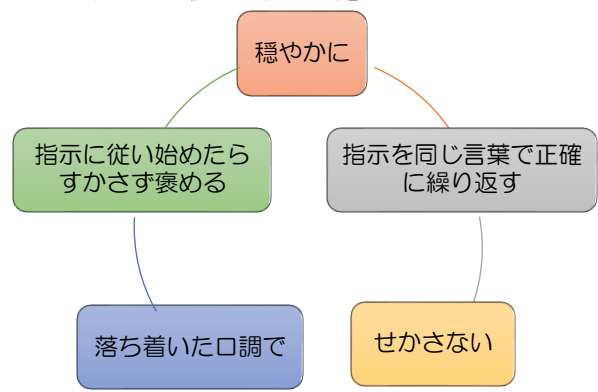 穏やかに
指示に従い始めたら
すかさず褒める
指示を同じ言葉で正確
に繰り返す
落ち着いた口調で
せかさない